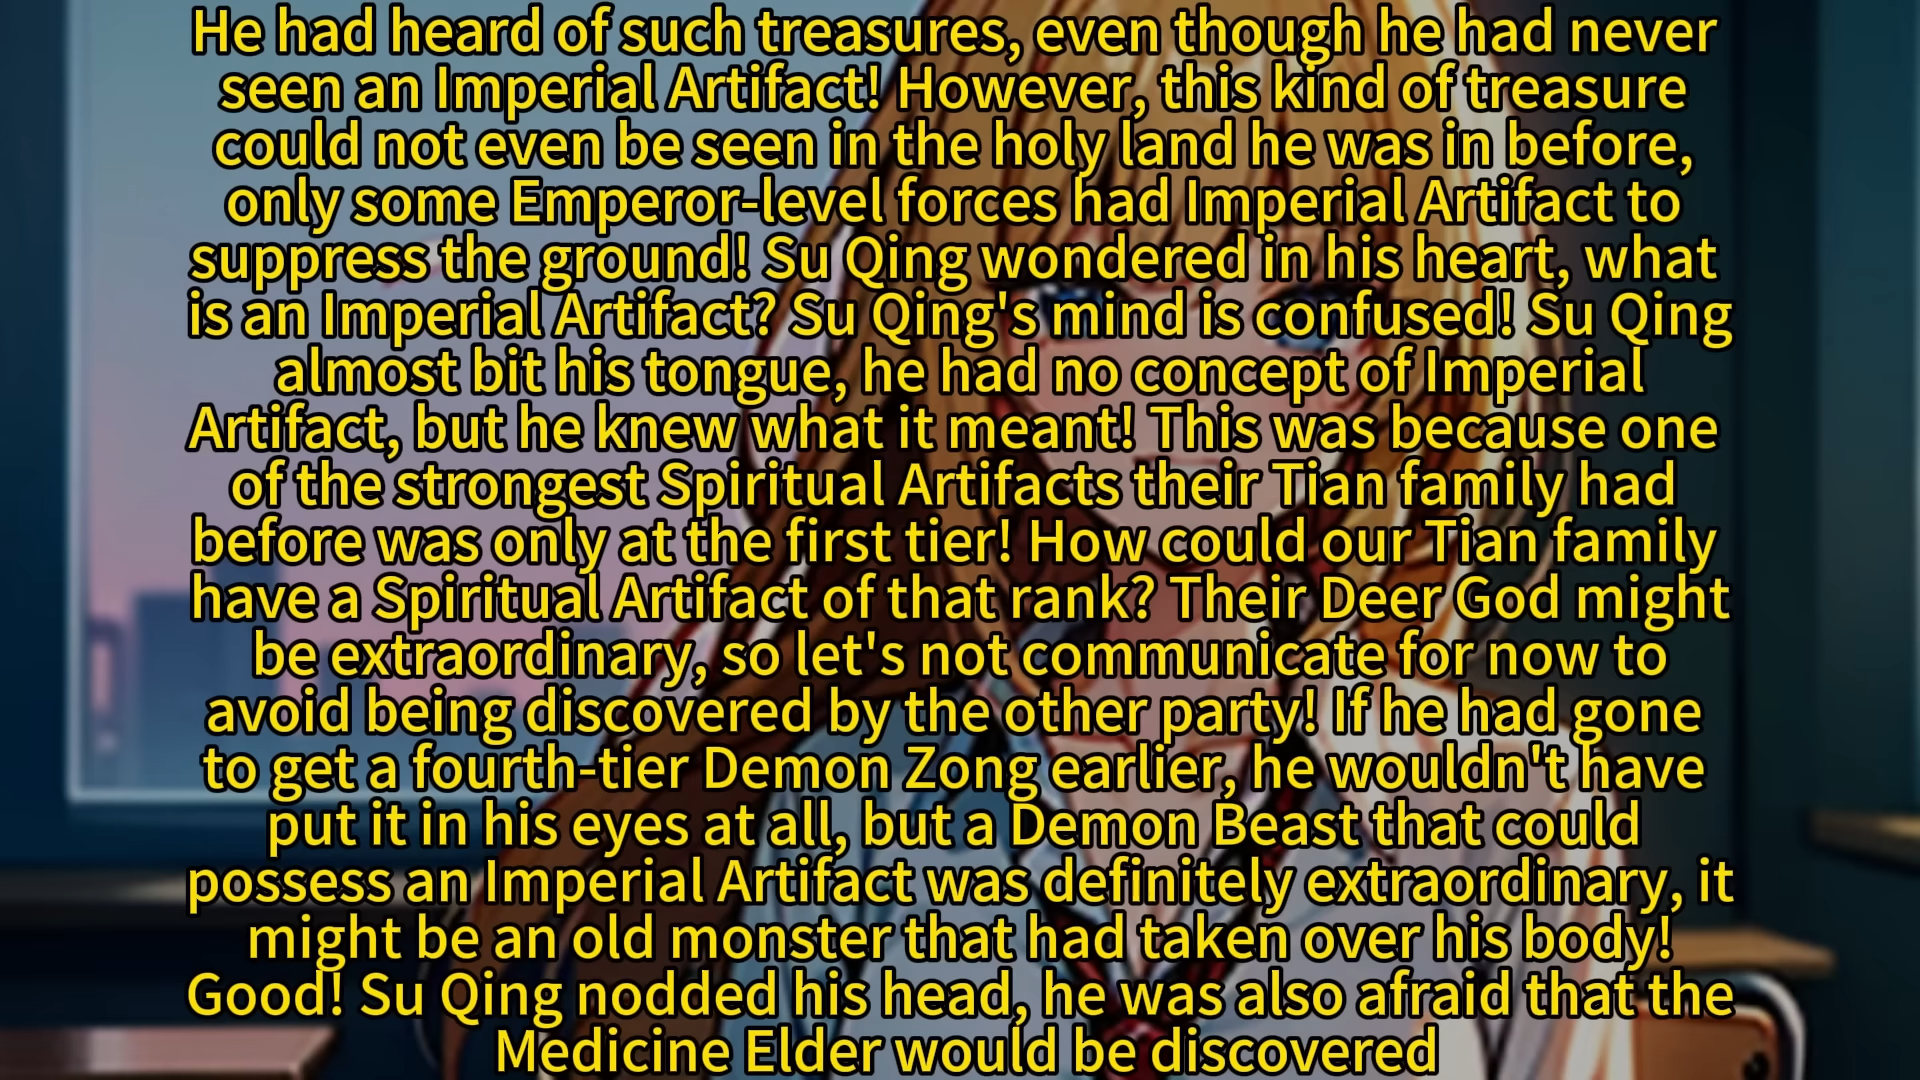 He had heard of such treasures, even though he had never
seen an Imperial Artifact! However, this kind of treasure
could not even be seen in the holy land he was in before,
only some Emperor-level forces had Imperial Artifact to
suppress the ground! Su Qing wondered in his heart, what
is an Imperial Artifact? Su Qing's mind is confused! Su Qing
almost bit his tongue, he had no concept of Imperial
Artifact, but he knew what it meant! This was because one
of the strongest Spiritual Artifacts their Tian family had
before was only at the first tier! How could our Tian family
have a Spiritual Artifact of that rank? Their Deer God might
be extraordinary, so let's not communicate for now to
avoid being discovered by the other party! If he had gone
to get a fourth-tier Demon Zong earlier, he wouldn't have
put it in his eyes at all, but a Demon Beast that could
possess an Imperial Artifact was definitely extraordinary, it
might be an old monster that had taken over his body!
Good! Su Qing nodded his head, he was also afraid that the
Medicine Elder would be discovered